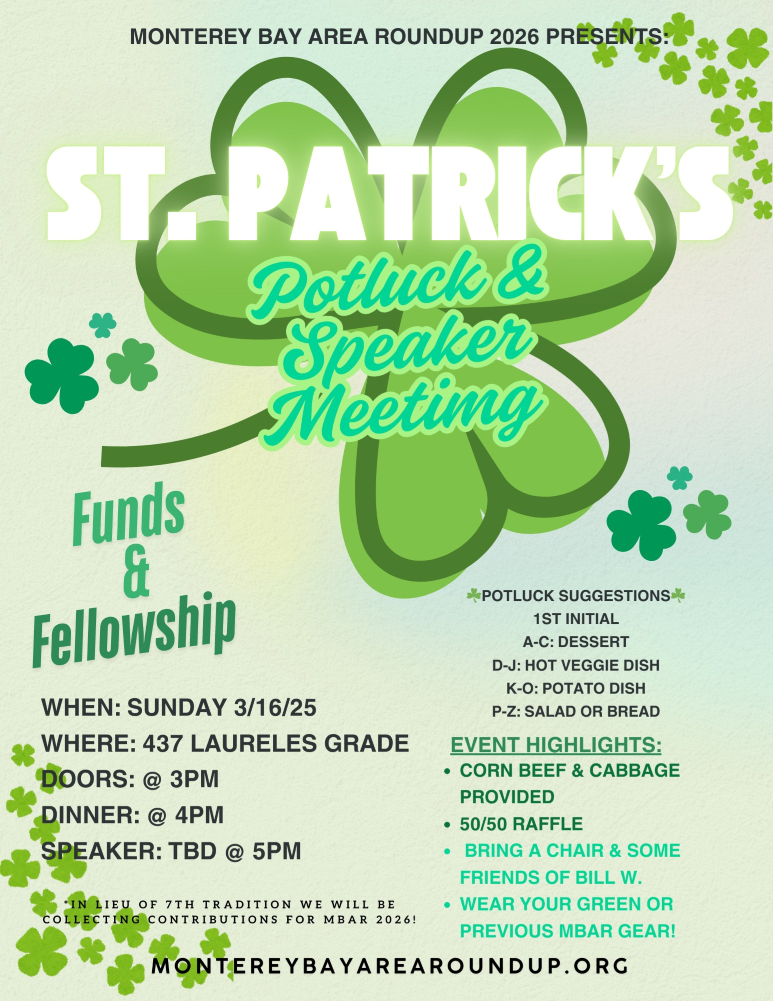 MONTEREY BAY AREA ROUNDUP 2026 PRESENTS:
ST. PATRICK'S
Potluck &
Speaker
Meetimg
Funds
&
Fellowship
☘POTLUCK SUGGESTIONS☘
1ST INITIAL
A-C: DESSERT
D-J: HOT VEGGIE DISH
K-O: POTATO DISH
P-Z: SALAD OR BREAD
WHEN: SUNDAY 3/16/25
WHERE: 437 LAURELES GRADE
DOORS: @ 3PM
DINNER: @ 4PM
SPEAKER: TBD @ 5PM
EVENT HIGHLIGHTS:
• CORN BEEF & CABBAGE
PROVIDED
• 50/50 RAFFLE
• BRING A CHAIR & SOME
FRIENDS OF BILL W.
• WEAR YOUR GREEN OR
PREVIOUS MBAR GEAR!
*IN LIEU OF 7TH TRADITION WE WILL BE
COLLECTING CONTRIBUTIONS FOR MBAR 2026!
MONTEREYBAYAREAROUNDUP.ORG